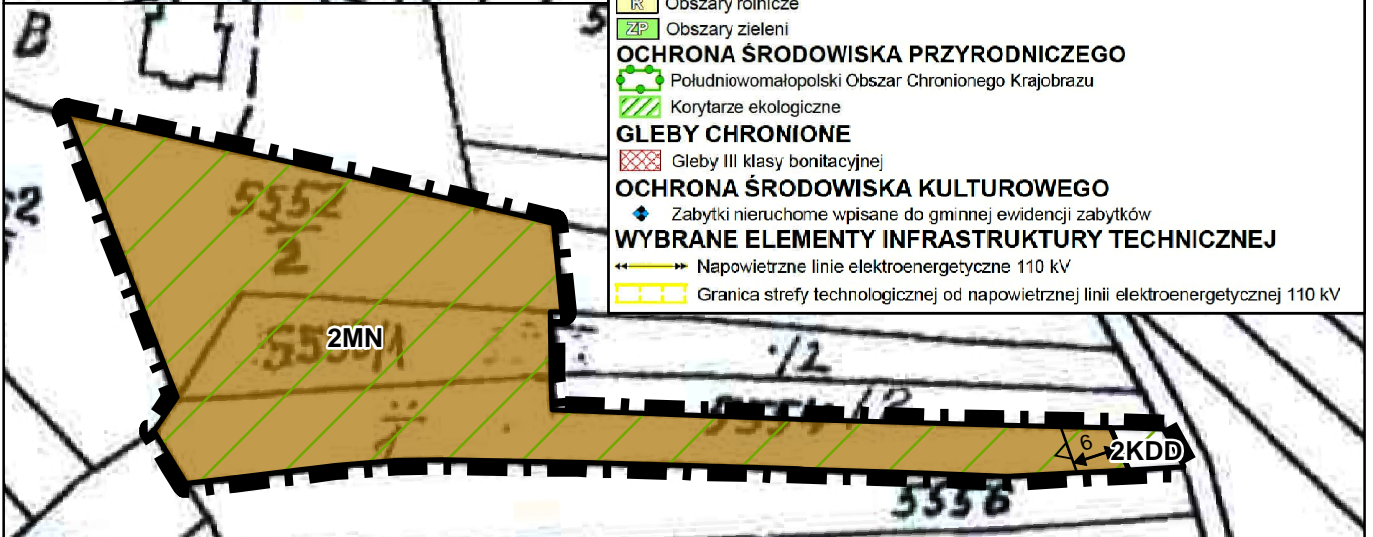 R Obszary rolnicze
ZP Obszary zieleni
OCHRONA ŚRODOWISKA PRZYRODNICZEGO
Południowomałopolski Obszar Chronionego Krajobrazu
Korytarze ekologiczne
GLEBY CHRONIONE
Gleby III klasy bonitacyjnej
OCHRONA ŚRODOWISKA KULTUROWEGO
Zabytki nieruchome wpisane do gminnej ewidencji zabytków
WYBRANE ELEMENTY INFRASTRUKTURY TECHNICZNEJ
Napowietrzne linie elektroenergetyczne 110 kV
Granica strefy technologicznej od napowietrznej linii elektroenergetycznej 110 kV
B
5
5557
2
2MN
/2
6
2KDD
5556